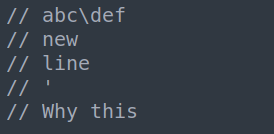 // abc\def
// new
// line
// '
// Why this